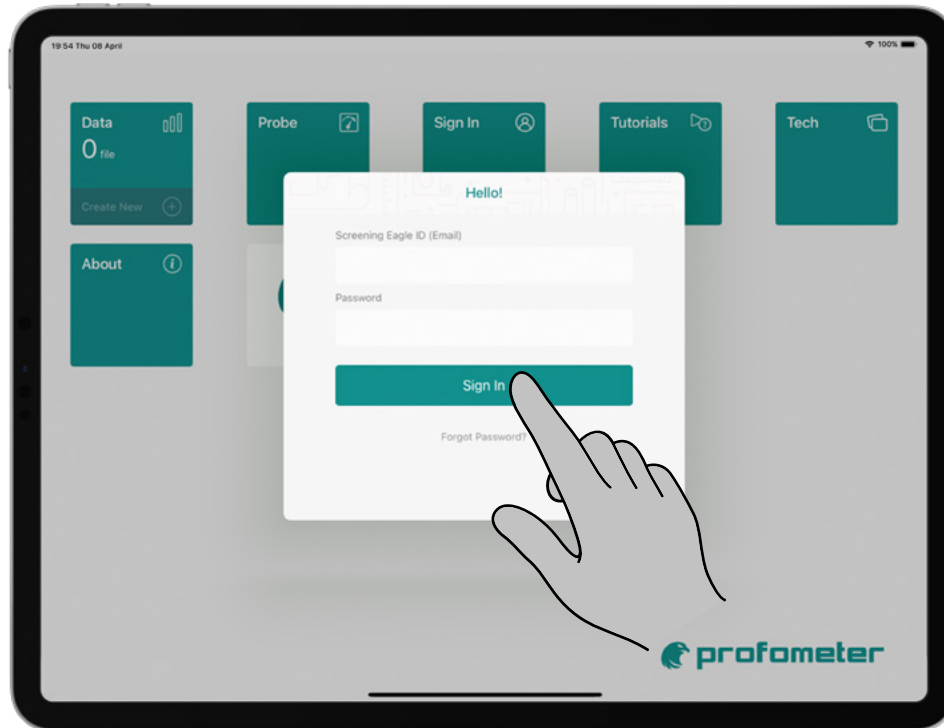 19:54 Thu 08 April
100%
Data
0 file
Create New
Probe
Sign In
Tutorials
Tech
About
Hello!
Screening Eagle ID (Email)
Password
Sign In
Forgot Password?
profometer